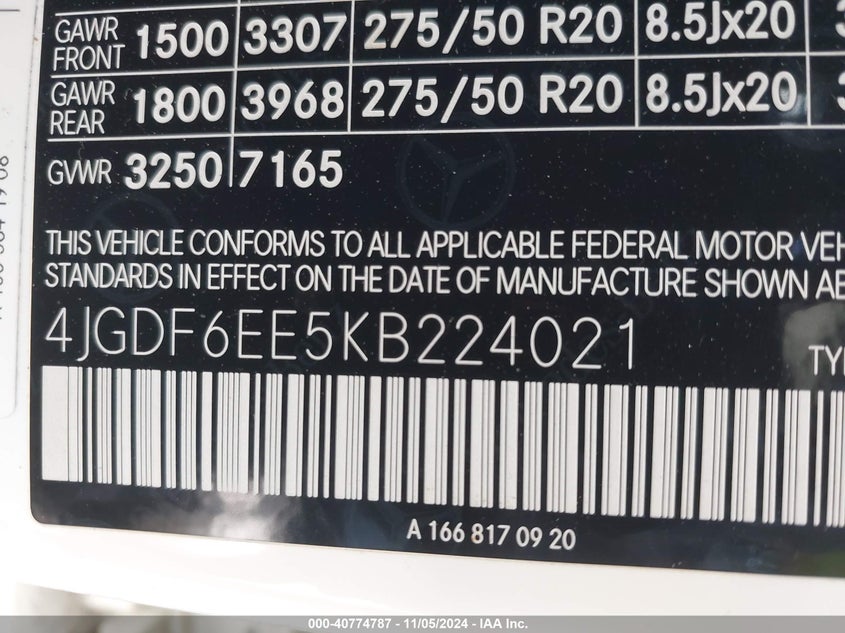 GAWR FRONT 1500 3307 275/50 R20 8.5Jx20
GAWR REAR 1800 3968 275/50 R20 8.5Jx20
GVWR 3250 7165
THIS VEHICLE CONFORMS TO ALL APPLICABLE FEDERAL MOTOR VEH
STANDARDS IN EFFECT ON THE DATE OF MANUFACTURE SHOWN AB
4JGDF6EE5KB224021
TYP
A 166 817 09 20
000-40774787 - 11/05/2024 - IAA Inc.